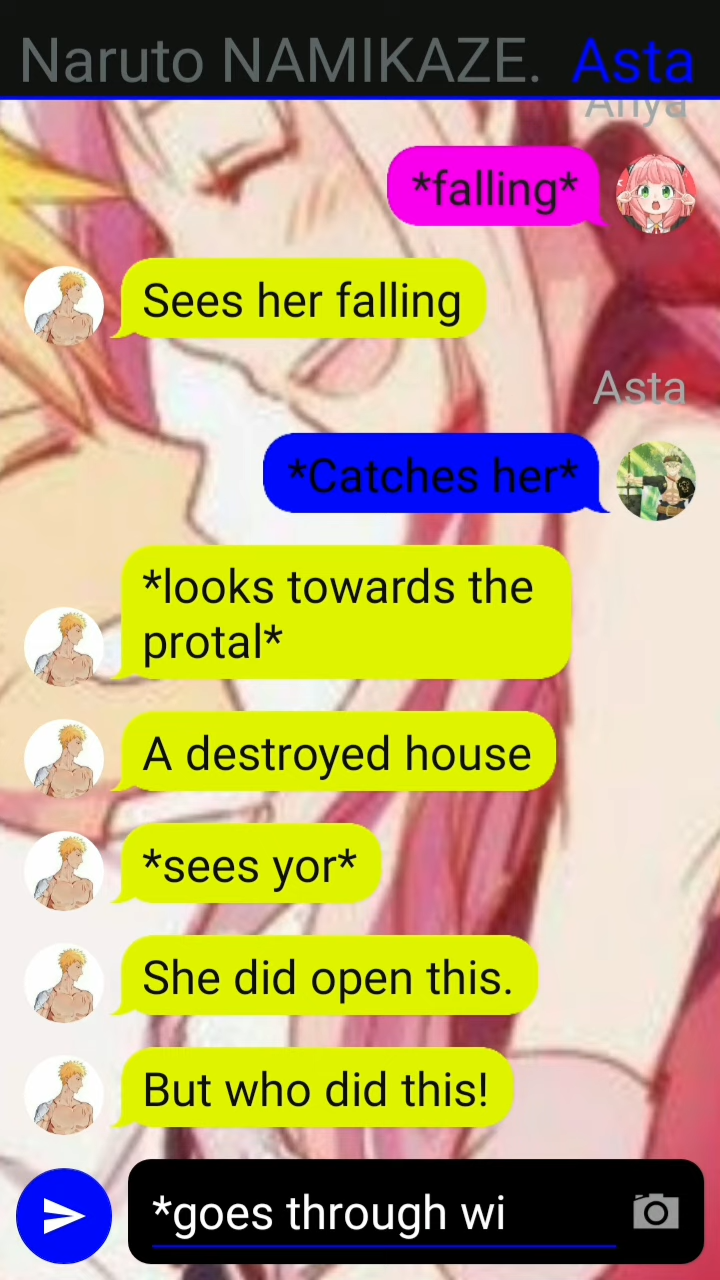 Naruto NAMIKAZE. Asta
Anya
*falling*
Sees her falling
Asta
*Catches her*
*looks towards the
protal*
A destroyed house
*sees yor*
She did open this.
But who did this!
*goes through wi